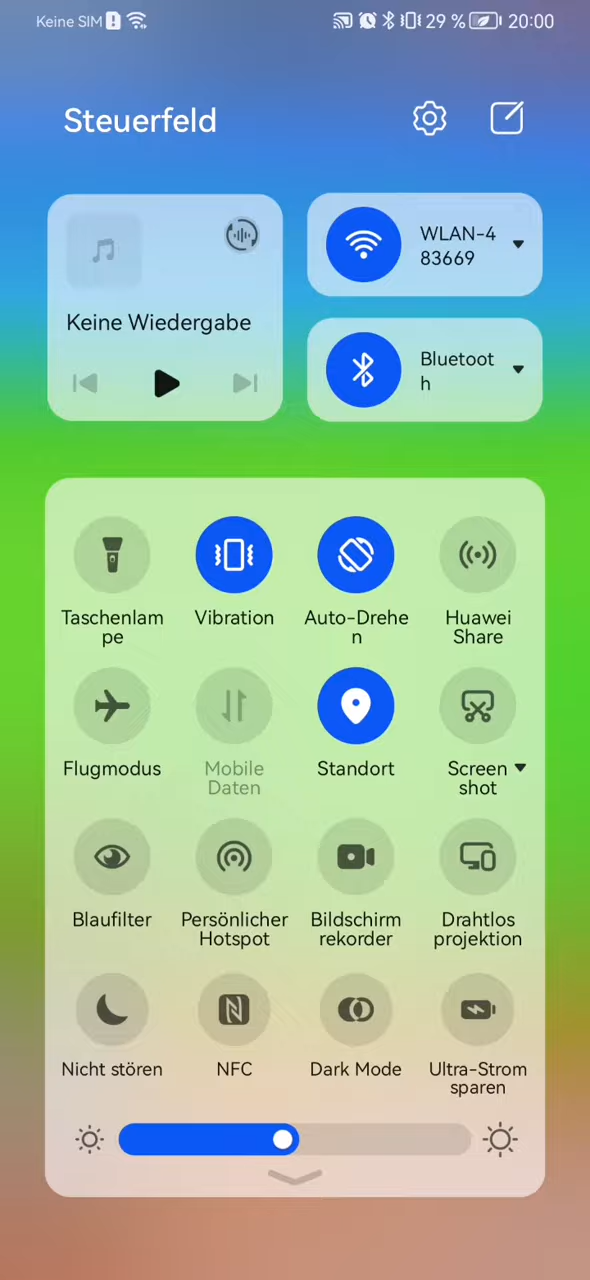 Keine SIM 29 % 20:00
Steuerfeld
Keine Wiedergabe
WLAN-4
83669
Bluetoot
h
Taschenlam
pe
Vibration
Auto-Drehe
n
Huawei
Share
Flugmodus
Mobile
Daten
Standort
Screen
shot
Blaufilter
Persönlicher
Hotspot
Bildschirm
rekorder
Drahtlos
projektion
Nicht stören
NFC
Dark Mode
Ultra-Strom
sparen